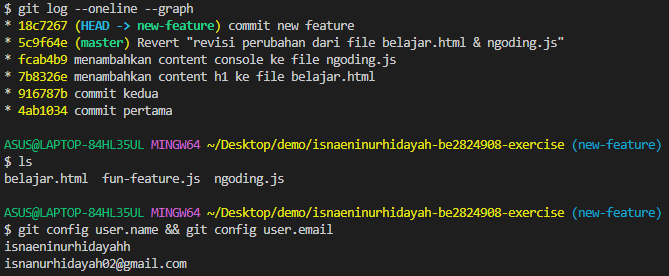 $ git log --oneline --graph
* 18c7267 (HEAD -> new-feature) commit new feature
* 5c9f64e (master) Revert "revisi perubahan dari file belajar.html & ngoding.js"
* fcab4b9 menambahkan content console ke file ngoding.js
* 7b8326e menambahkan content h1 ke file belajar.html
* 916787b commit kedua
* 4ab1034 commit pertama
ASUS@LAPTOP-84HL35UL MINGW64 ~/Desktop/demo/isnaeninurhidayah-be2824908-exercise (new-feature)
$ ls
belajar.html  fun-feature.js  ngoding.js
ASUS@LAPTOP-84HL35UL MINGW64 ~/Desktop/demo/isnaeninurhidayah-be2824908-exercise (new-feature)
$ git config user.name && git config user.email
isnaeninurhidayahh
isnanurhidayah02@gmail.com